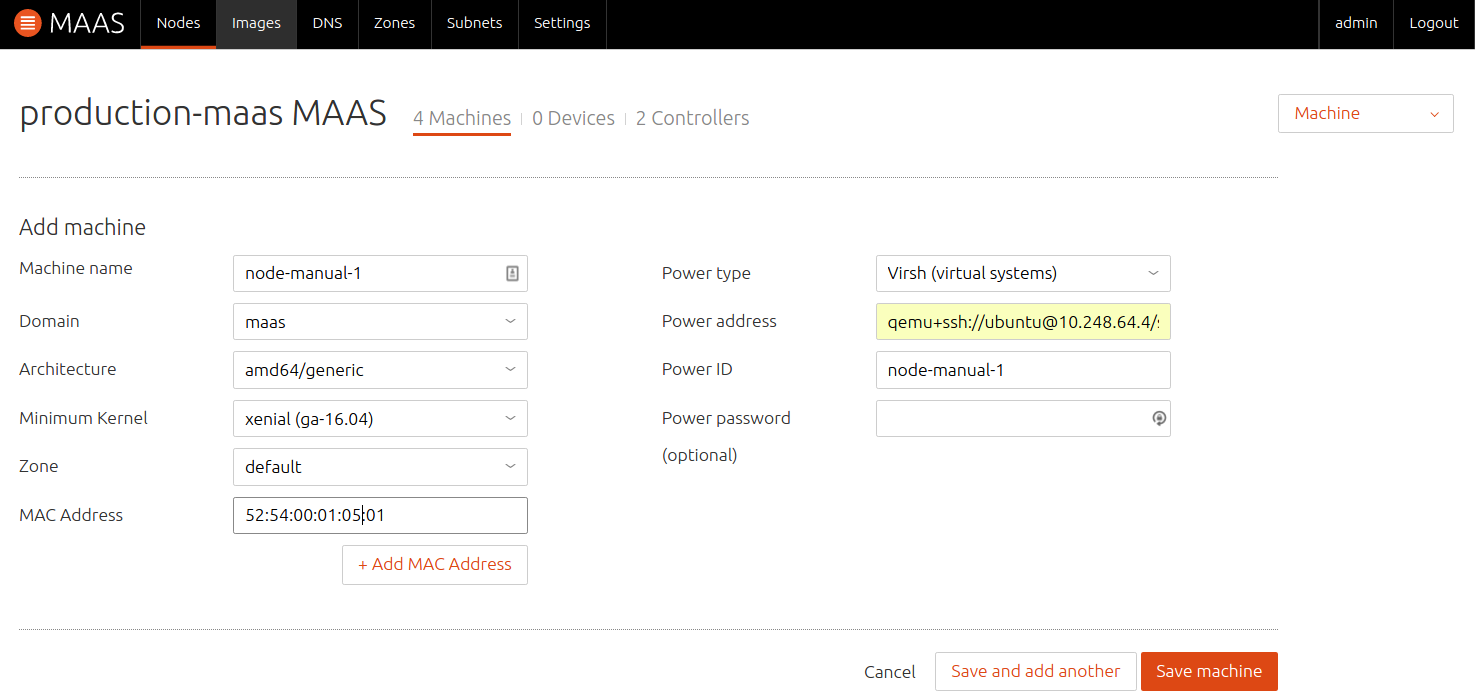 MAAS Nodes Images DNS Zones Subnets Settings admin Logout
production-maas MAAS 4 Machines 0 Devices 2 Controllers Machine
Add machine
Machine name node-manual-1 Power type Virsh (virtual systems)
Domain maas Power address qemu+ssh://ubuntu@10.248.64.4/
Architecture amd64/generic Power ID node-manual-1
Minimum Kernel xenial (ga-16.04) Power password
(optional)
Zone default
MAC Address 52:54:00:01:05:01
+ Add MAC Address
Cancel Save and add another Save machine